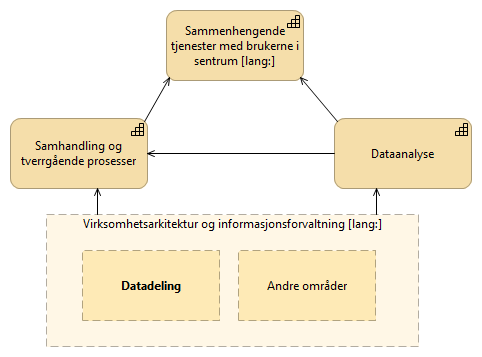 Sammenhengende
tjenester med brukerne i
sentrum [lang:]
Samhandling og
tverrgående prosesser
Dataanalyse
Virksomhetsarkitektur og informasjonsforvaltning [lang:]
Datadeling
Andre områder